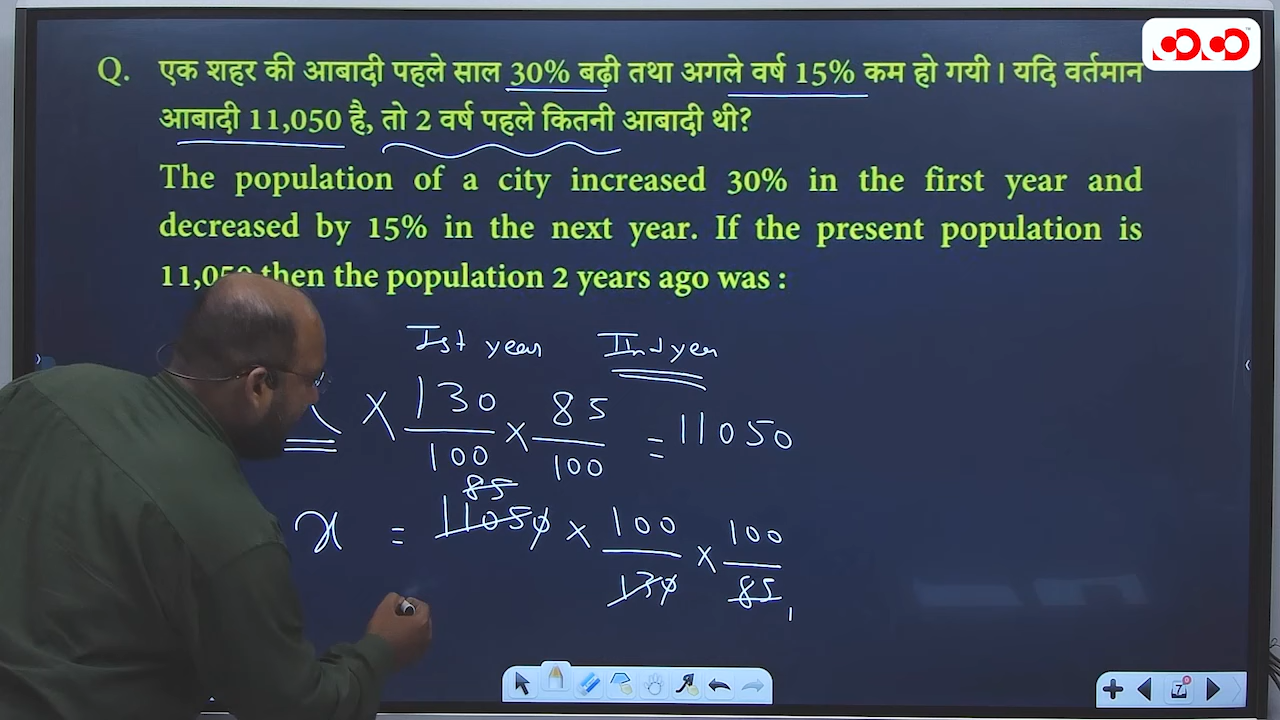 Q. एक शहर की आबादी पहले साल 30% बढ़ी तथा अगले वर्ष 15% कम हो गयी। यदि वर्तमान
आबादी 11,050 है, तो 2 वर्ष पहले कितनी आबादी थी?
The population of a city increased 30% in the first year and
decreased by 15% in the next year. If the present population is
11,050 then the population 2 years ago was :
Ist year IInd year
× 130/100 × 85/100 = 11050
85
x = 11050 × 100/130 × 100/85
1